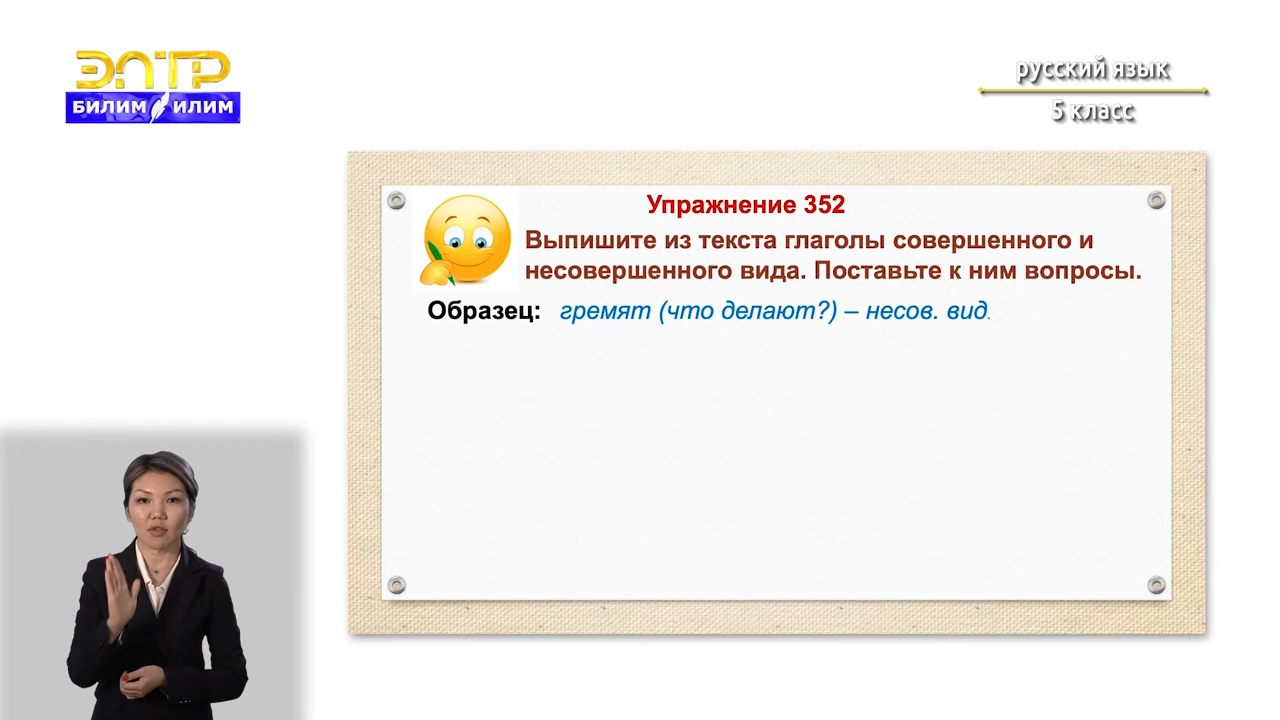 ЭЛТР
БИЛИМ ИЛИМ
русский язык
5 класс
Упражнение 352
Выпишите из текста глаголы совершенного и
несовершенного вида. Поставьте к ним вопросы.
Образец: гремят (что делают?) – несов. вид.